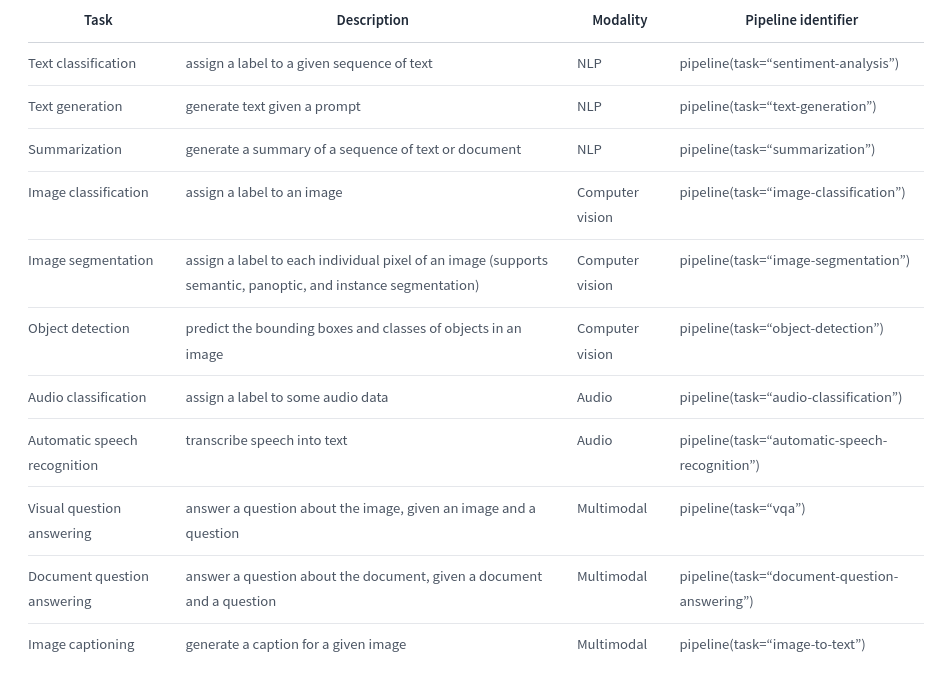 Task Description Modality Pipeline identifier
Text classification assign a label to a given sequence of text NLP pipeline(task=“sentiment-analysis”)
Text generation generate text given a prompt NLP pipeline(task=“text-generation”)
Summarization generate a summary of a sequence of text or document NLP pipeline(task=“summarization”)
Image classification assign a label to an image Computer pipeline(task=“image-classification”)
vision
Image segmentation assign a label to each individual pixel of an image (supports Computer pipeline(task=“image-segmentation”)
semantic, panoptic, and instance segmentation) vision
Object detection predict the bounding boxes and classes of objects in an Computer pipeline(task=“object-detection”)
image vision
Audio classification assign a label to some audio data Audio pipeline(task=“audio-classification”)
Automatic speech transcribe speech into text Audio pipeline(task=“automatic-speech-
recognition recognition”)
Visual question answer a question about the image, given an image and a Multimodal pipeline(task=“vqa”)
answering question
Document question answer a question about the document, given a document Multimodal pipeline(task=“document-question-
answering and a question answering”)
Image captioning generate a caption for a given image Multimodal pipeline(task=“image-to-text”)